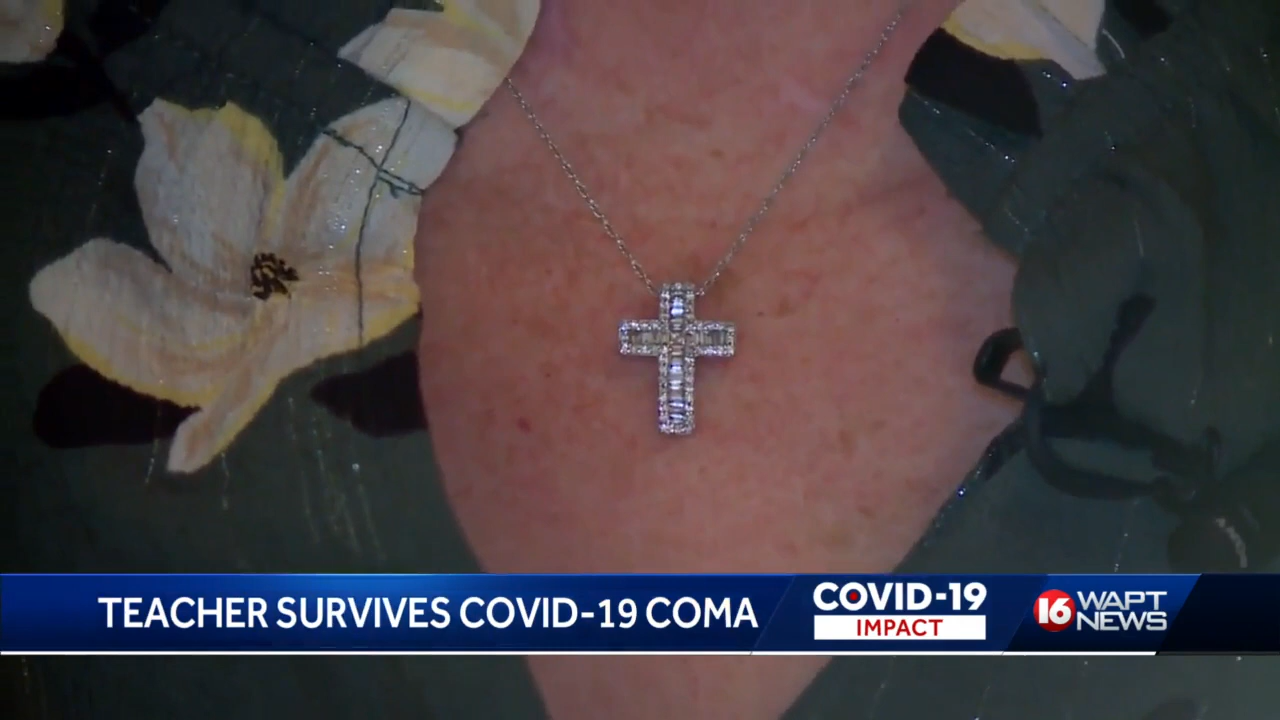 TEACHER SURVIVES COVID-19 COMA
COVID-19
IMPACT
16 WAPT
NEWS